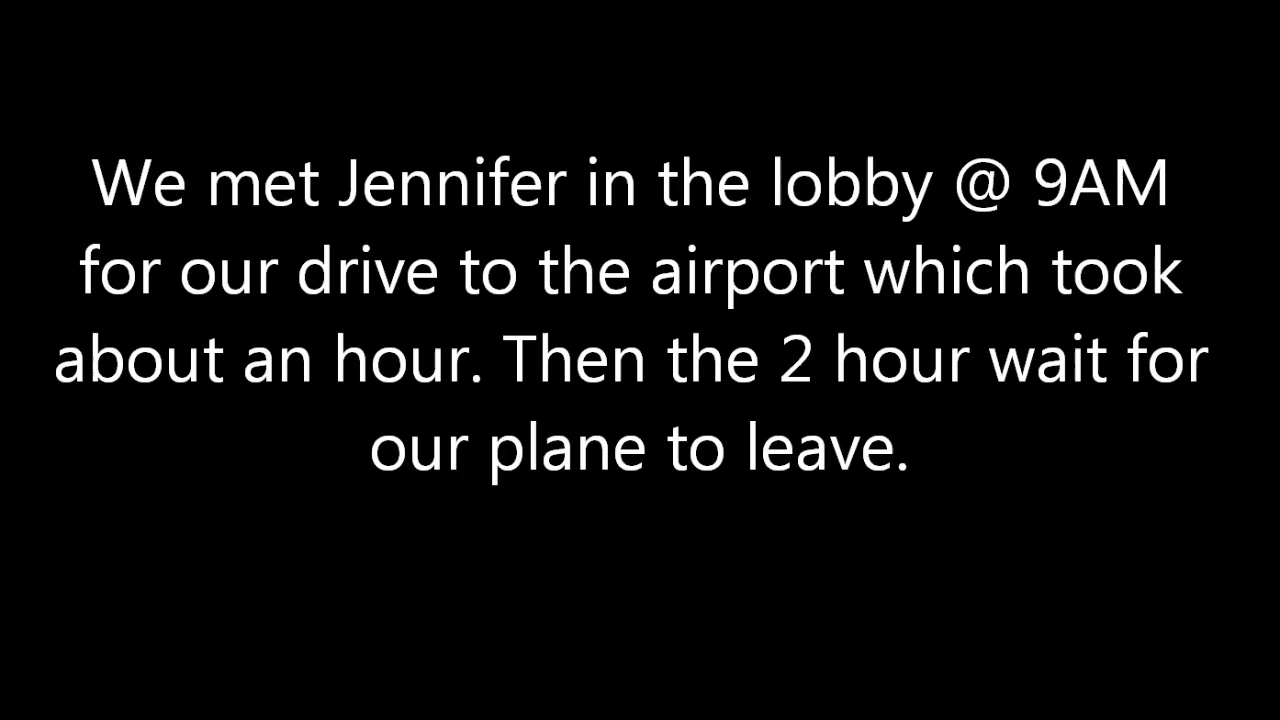 We met Jennifer in the lobby @ 9AM
for our drive to the airport which took
about an hour. Then the 2 hour wait for
our plane to leave.